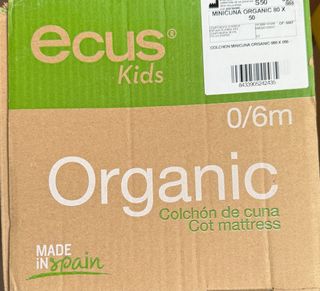 ecus®
Kids
MINICUNA ORGANIC 80 X
50
COLCHON MINICUNA ORGANIC 080 X 050
8433905242435
0/6m
Organic
Colchón de cuna
Cot mattress
MADE
IN spain